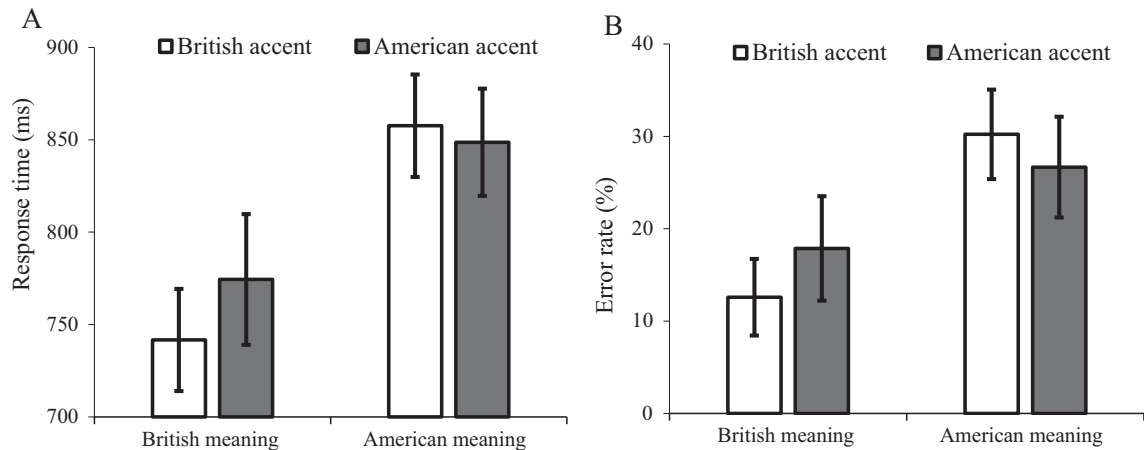 A
British accent American accent
Response time (ms)
900
850
800
750
700
British meaning American meaning
B
British accent American accent
Error rate (%)
40
30
20
10
0
British meaning American meaning